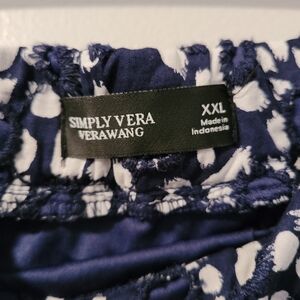 SIMPLY VERA
VERAWANG
XXL
Made in
Indonesia